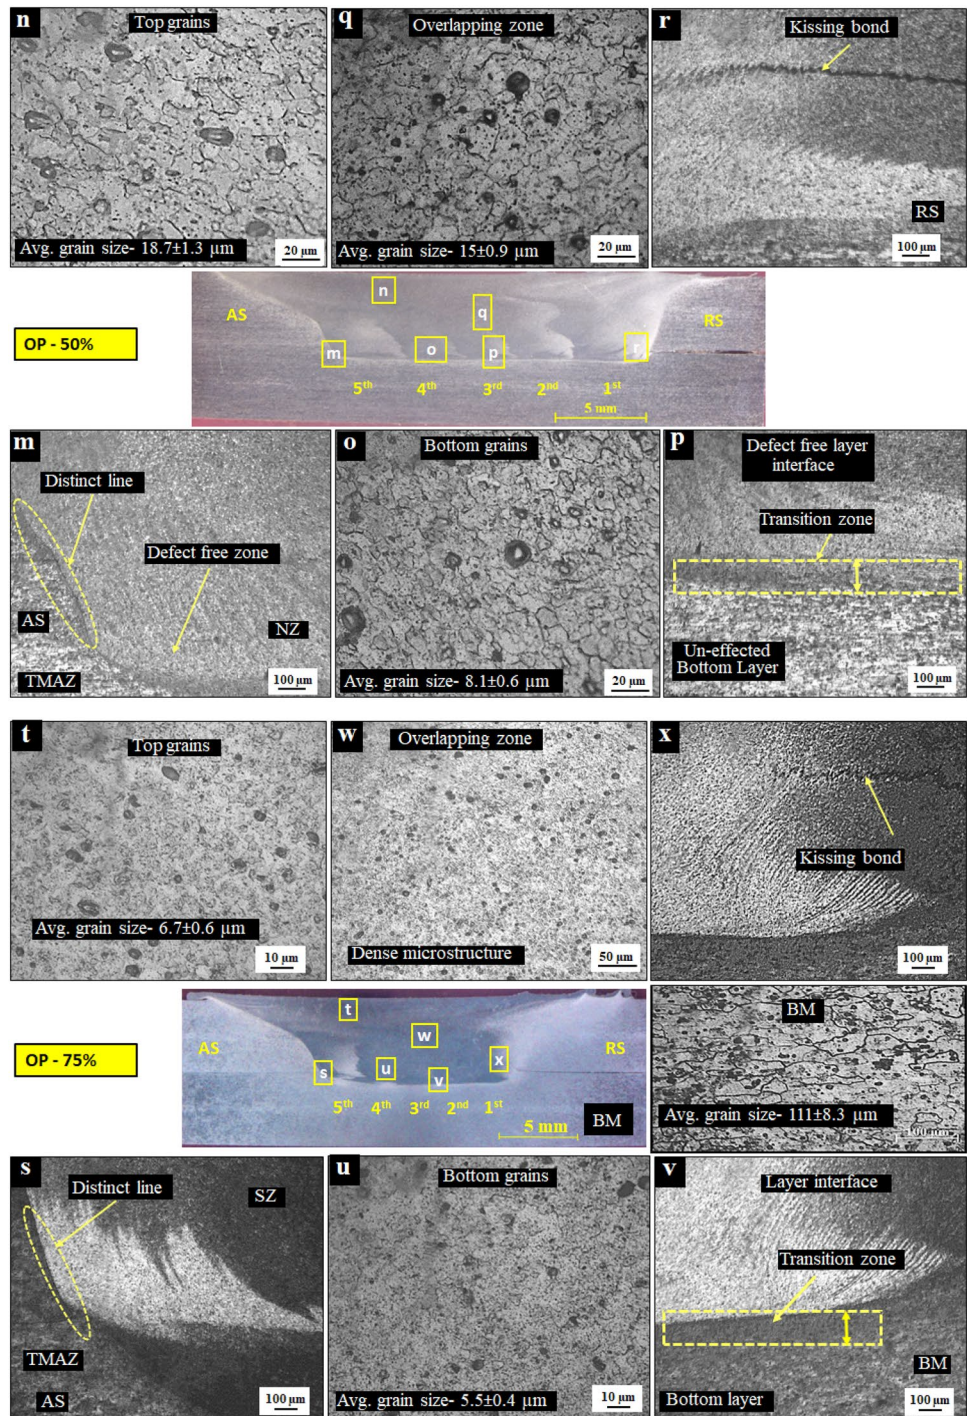 n
Top grains
Avg. grain size- 18.7±1.3 µm
20 µm
q
Overlapping zone
Avg. grain size- 15±0.9 µm
20 µm
r
Kissing bond
RS
100 µm
OP - 50%
AS
n
q
RS
m
o
p
r
5th
4th
3rd
2nd
1st
5 mm
m
Distinct line
Defect free zone
AS
NZ
TMAZ
100 µm
o
Bottom grains
Avg. grain size- 8.1±0.6 µm
20 µm
p
Defect free layer
interface
Transition zone
Un-effected
Bottom Layer
100 µm
t
Top grains
Avg. grain size- 6.7±0.6 µm
10 µm
w
Overlapping zone
Dense microstructure
50 µm
x
Kissing bond
100 µm
OP - 75%
t
AS
w
RS
s
u
v
x
5th
4th
3rd
2nd
1st
BM
5 mm
BM
Avg. grain size- 111±8.3 µm
s
Distinct line
SZ
TMAZ
AS
100 µm
u
Bottom grains
Avg. grain size- 5.5±0.4 µm
10 µm
v
Layer interface
Transition zone
BM
Bottom layer
100 µm